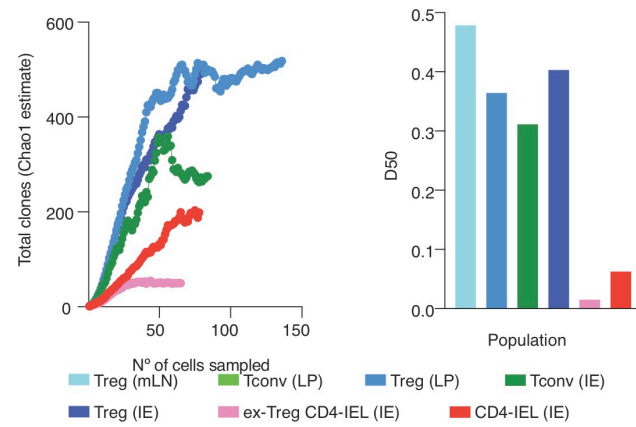 600
400
200
0
50
100
150
Total clones (Chao1 estimate)
Nº of cells sampled
0.5
0.4
0.3
0.2
0.1
0.0
D50
Population
Treg (mLN)
Tconv (LP)
Treg (LP)
Tconv (IE)
Treg (IE)
ex-Treg CD4-IEL (IE)
CD4-IEL (IE)